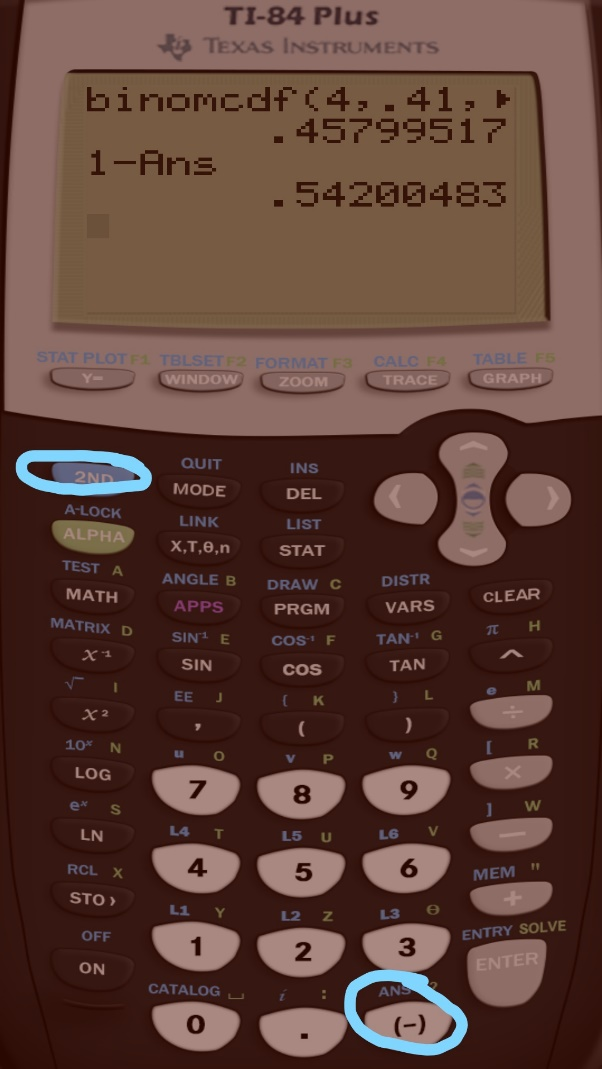 TI-84 Plus
TEXAS INSTRUMENTS
binomcdf(4,.41,
.45799517
1-Ans
.54200483
STAT PLOT F1 TBLSET F2 FORMAT F3 CALC F4 TABLE F5
Y= WINDOW ZOOM TRACE GRAPH
QUIT INS
2ND MODE DEL
A-LOCK LINK LIST
ALPHA X,T,θ,n STAT
TEST A ANGLE B DRAW C DISTR
MATH APPS PRGM VARS CLEAR
MATRIX D SIN⁻¹ E COS⁻¹ F TAN⁻¹ G π H
X⁻¹ SIN COS TAN ^
√‾ I EE J { K } L e M
X² , ( ) ÷
10ˣ N u O v P w Q [ R
LOG 7 8 9 ×
eˣ S L4 T L5 U L6 V ] W
LN 4 5 6 −
RCL X L1 Y L2 Z L3 Θ MEM "
STO› 1 2 3 +
OFF CATALOG ␣ i : ANS ? ENTRY SOLVE
ON 0 . (−) ENTER